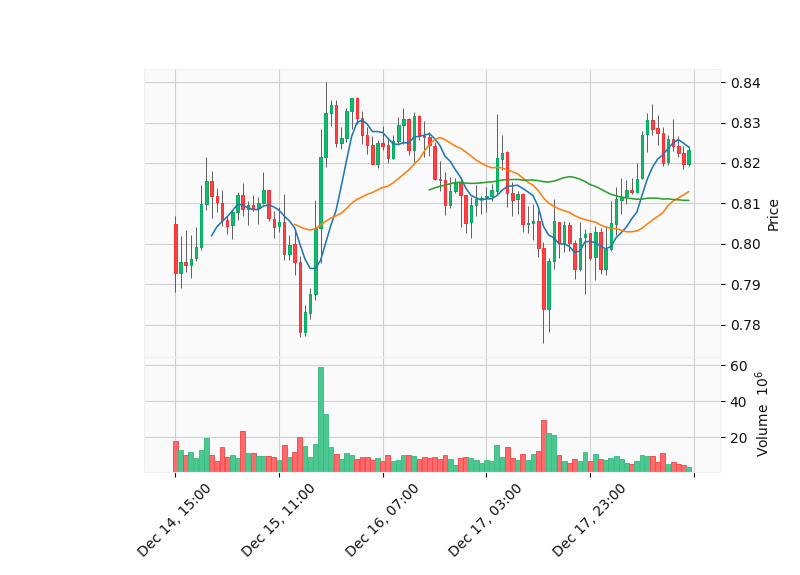 0.84
0.83
0.82
0.81
0.80
0.79
0.78
Price
60
40
20
Volume 10⁶
Dec 14, 15:00
Dec 15, 11:00
Dec 16, 07:00
Dec 17, 03:00
Dec 17, 23:00